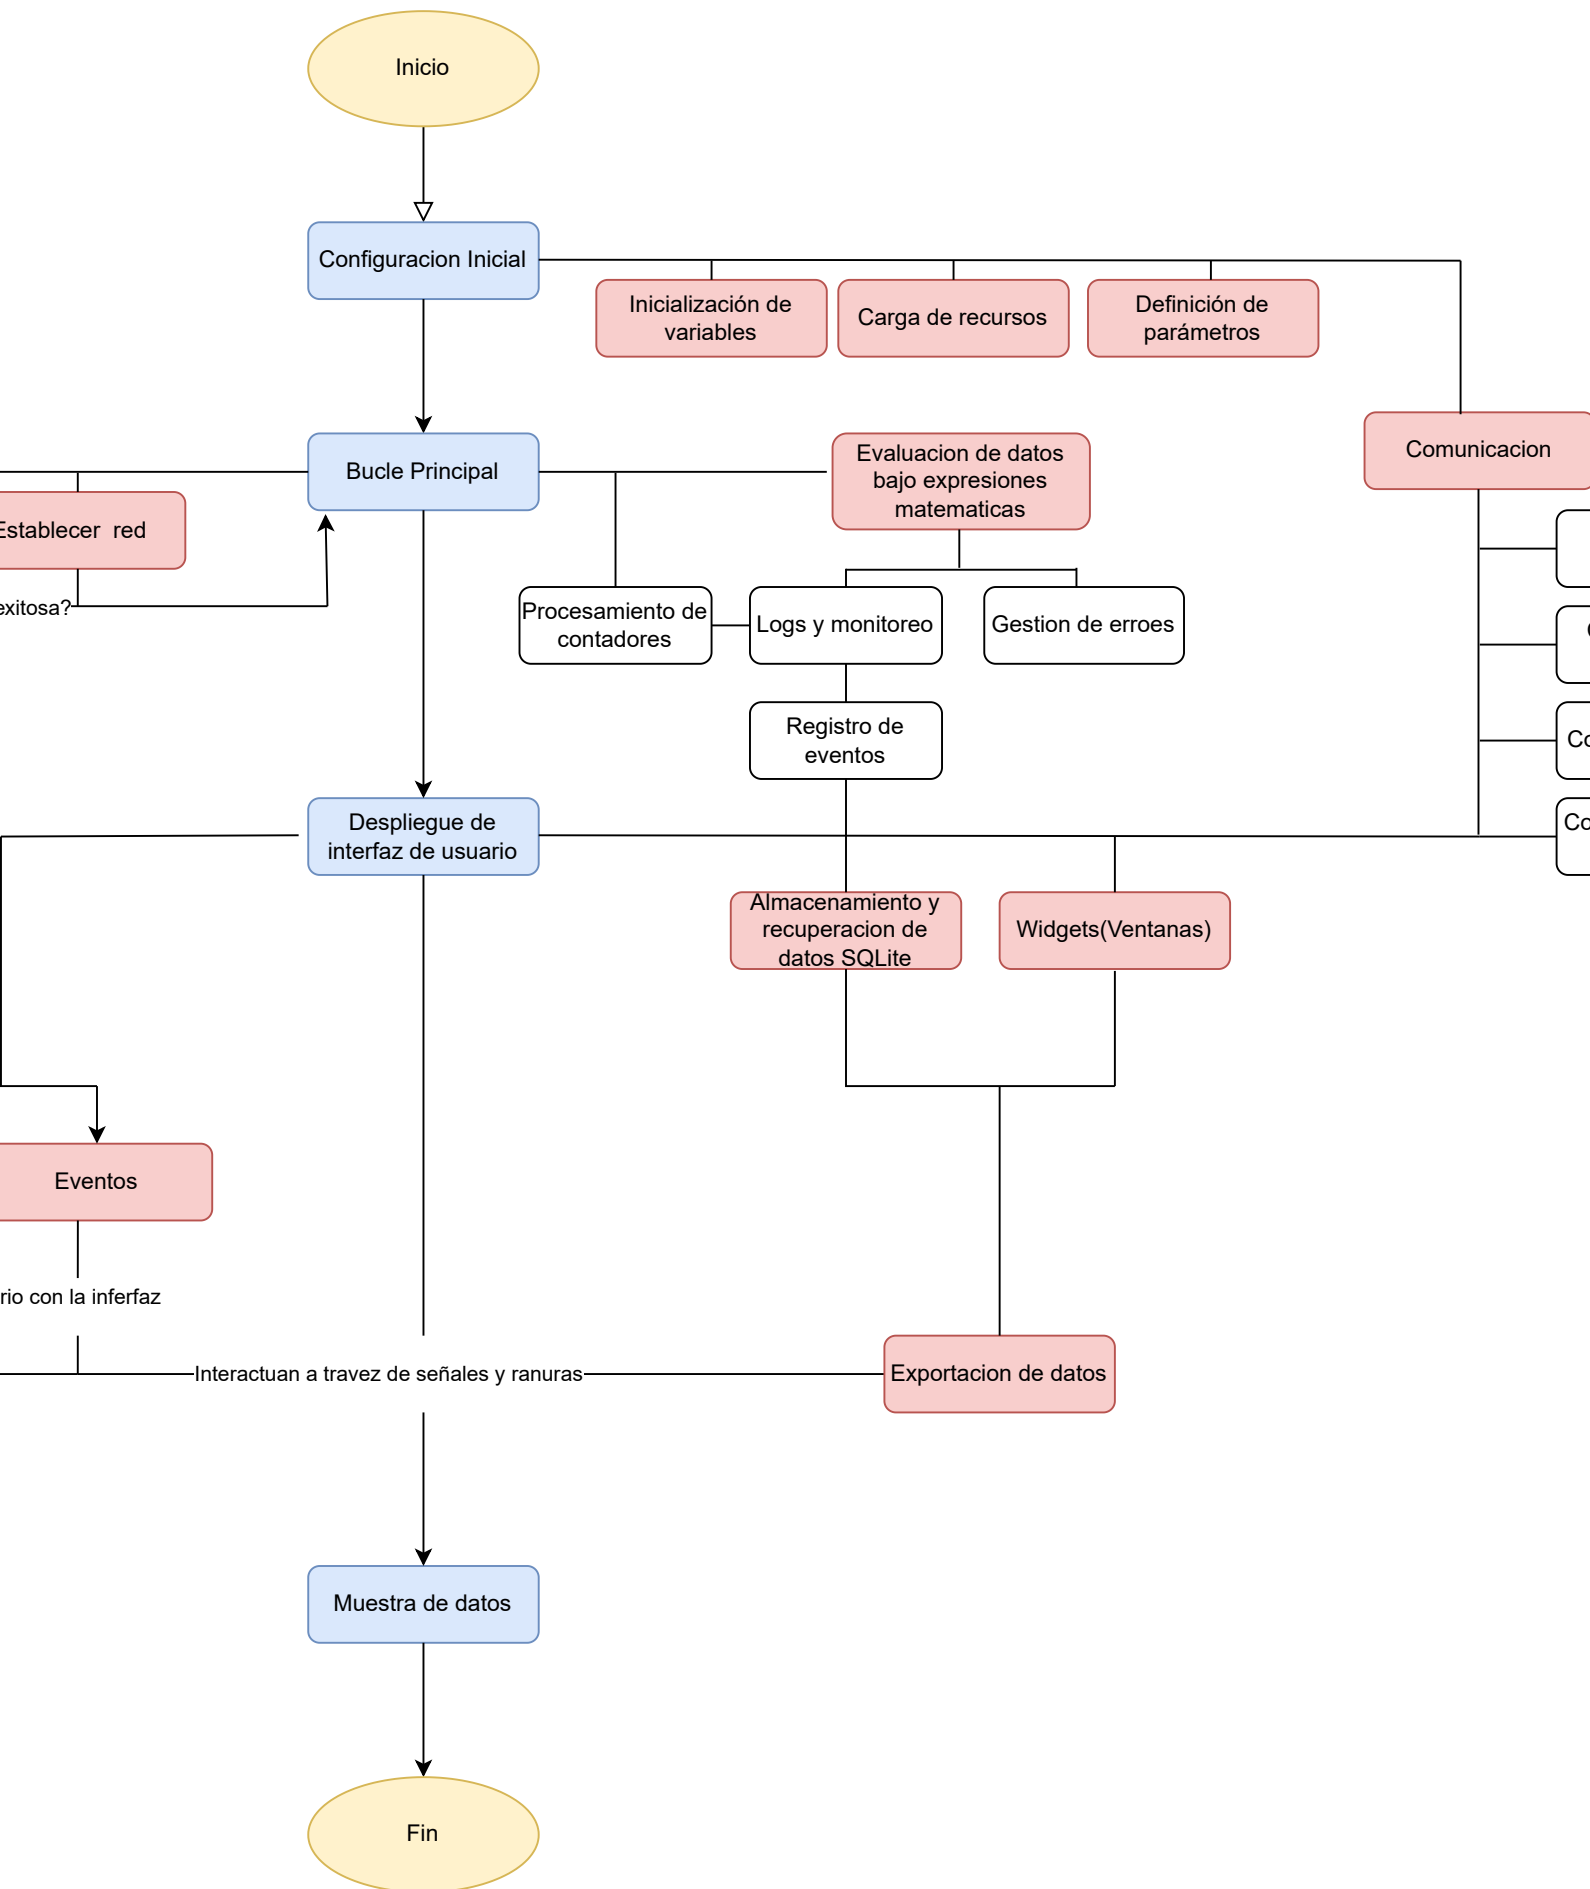 Inicio
Configuracion Inicial
Inicialización de
variables
Carga de recursos
Definición de
parámetros
Comunicacion
Bucle Principal
Evaluacion de datos
bajo expresiones
matematicas
Establecer  red
exitosa?
Procesamiento de
contadores
Logs y monitoreo
Gestion de erroes
Registro de
eventos
Despliegue de
interfaz de usuario
Almacenamiento y
recuperacion de
datos SQLite
Widgets(Ventanas)
Eventos
rio con la inferfaz
Interactuan a travez de señales y ranuras
Exportacion de datos
Muestra de datos
Fin